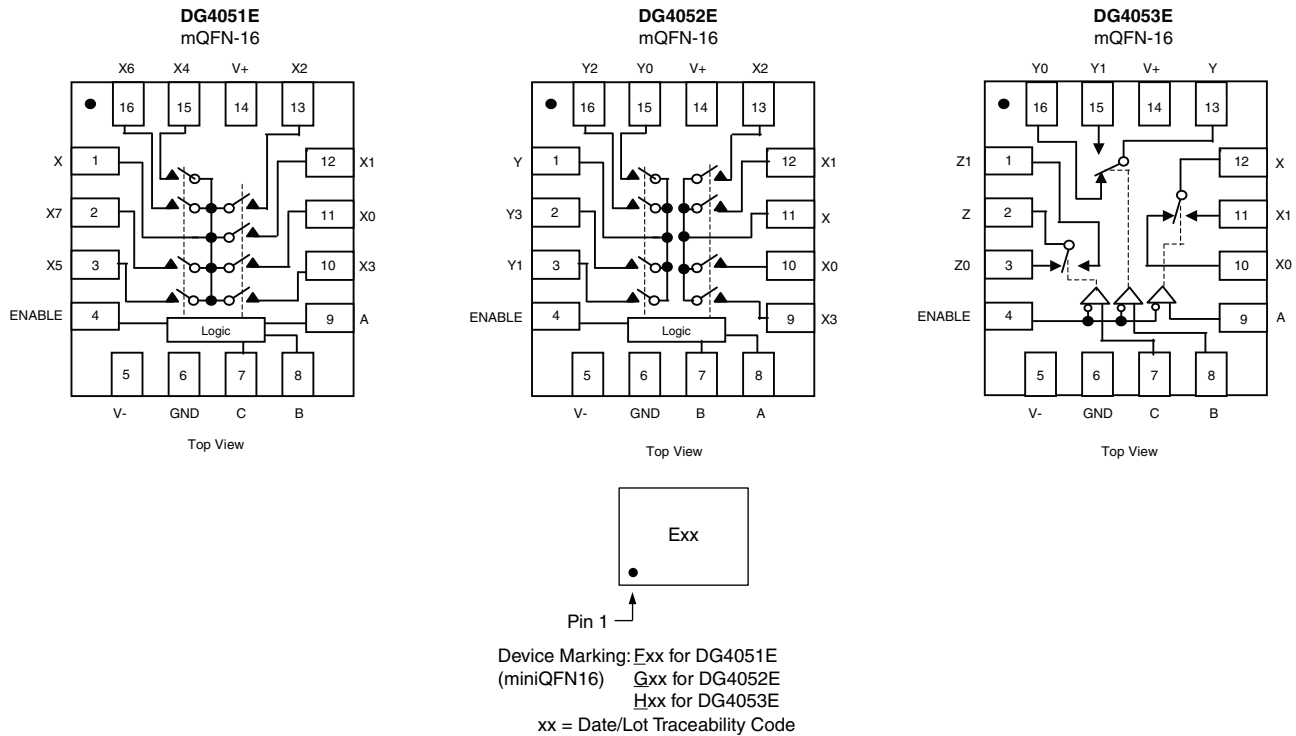 DG4051E
mQFN-16
X6 X4 V+ X2
16 15 14 13
X 1 12 X1
X7 2 11 X0
X5 3 10 X3
ENABLE 4 9 A
Logic
5 6 7 8
V- GND C B
Top View
DG4052E
mQFN-16
Y2 Y0 V+ X2
16 15 14 13
Y 1 12 X1
Y3 2 11 X
Y1 3 10 X0
ENABLE 4 9 X3
Logic
5 6 7 8
V- GND B A
Top View
DG4053E
mQFN-16
Y0 Y1 V+ Y
16 15 14 13
Z1 1 12 X
Z 2 11 X1
Z0 3 10 X0
ENABLE 4 9 A
5 6 7 8
V- GND C B
Top View
Exx
Pin 1
Device Marking: Fxx for DG4051E
(miniQFN16) Gxx for DG4052E
Hxx for DG4053E
xx = Date/Lot Traceability Code